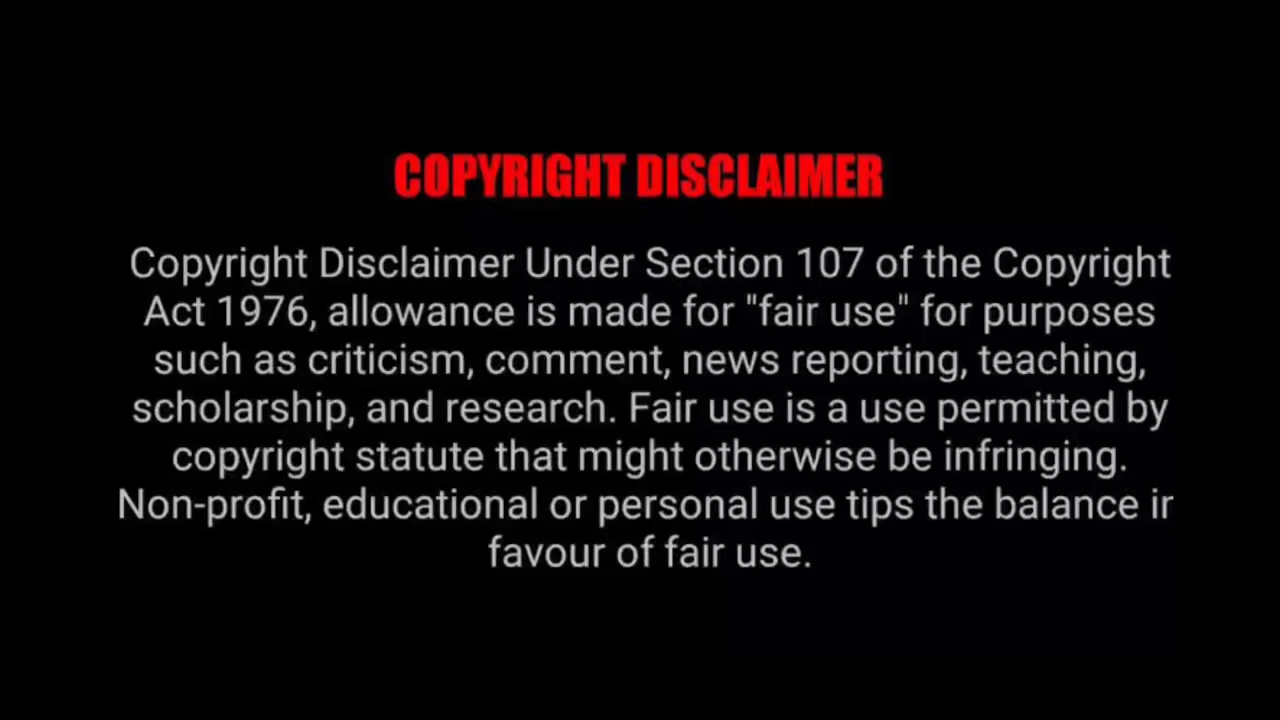 COPYRIGHT DISCLAIMER
Copyright Disclaimer Under Section 107 of the Copyright
Act 1976, allowance is made for "fair use" for purposes
such as criticism, comment, news reporting, teaching,
scholarship, and research. Fair use is a use permitted by
copyright statute that might otherwise be infringing.
Non-profit, educational or personal use tips the balance
favour of fair use.